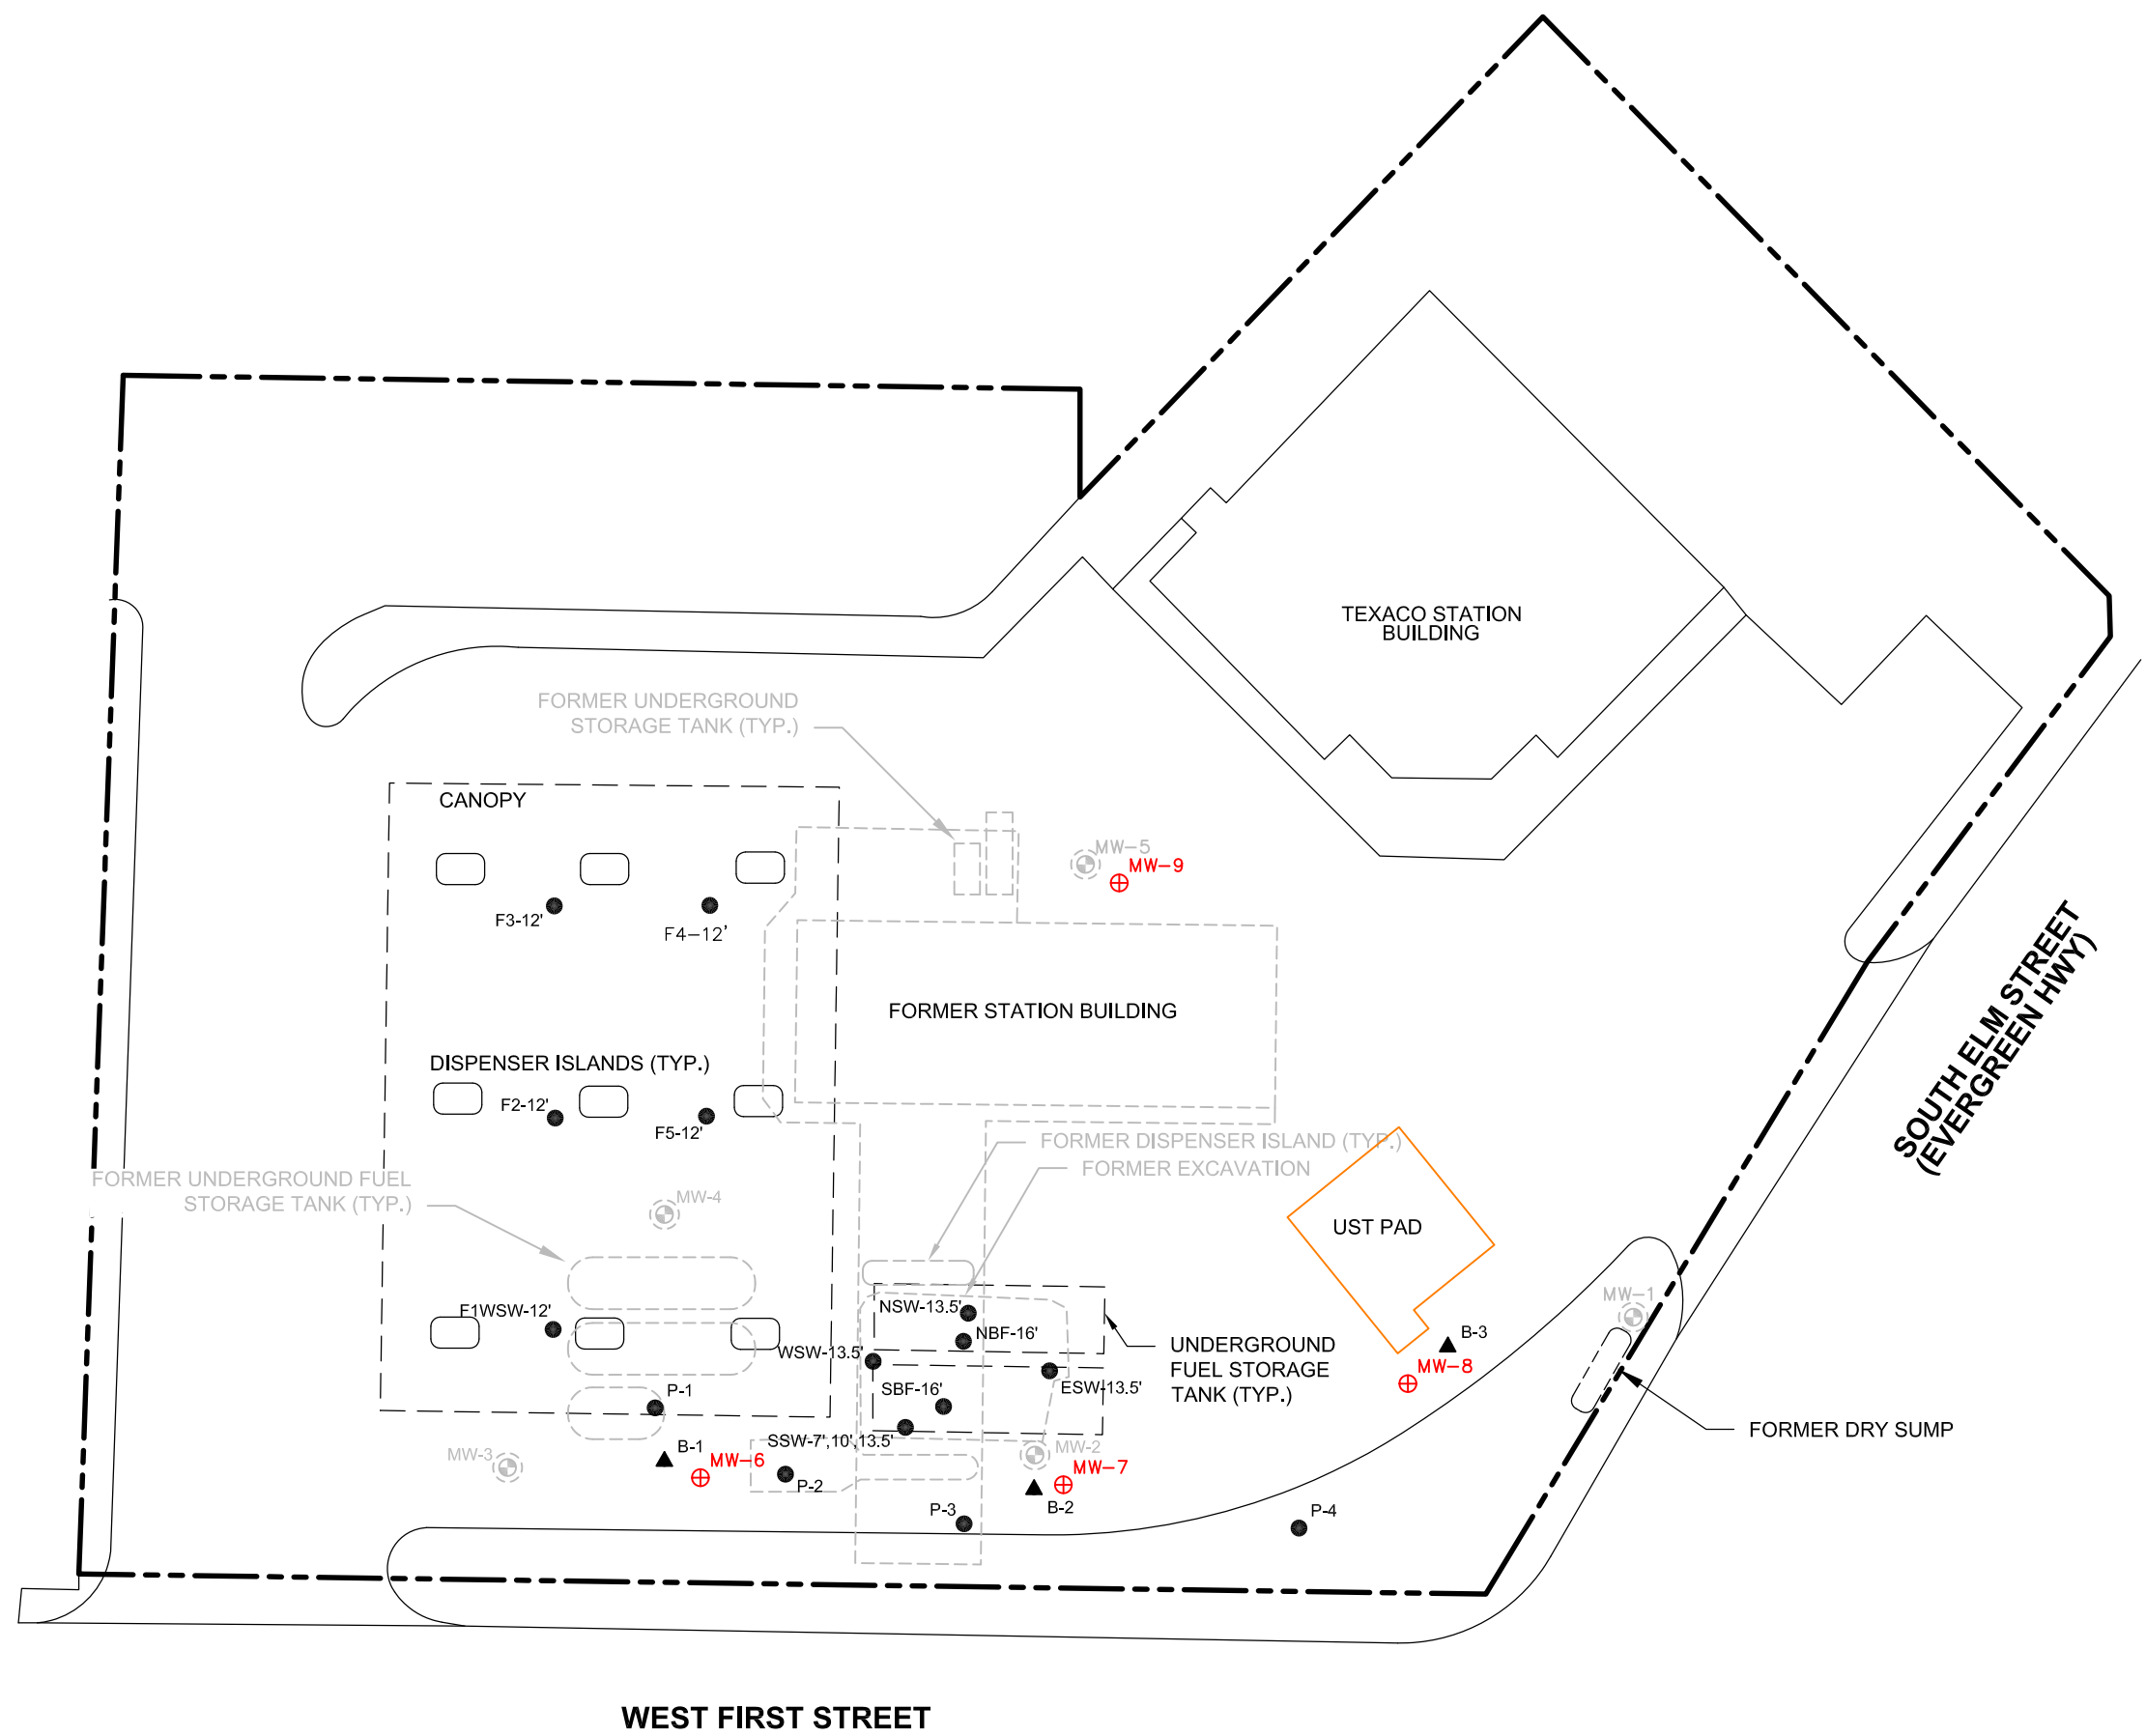 TEXACO STATION
BUILDING
FORMER UNDERGROUND
STORAGE TANK (TYP.)
CANOPY
MW-5
MW-9
F3-12'
F4-12'
SOUTH ELM STREET
(EVERGREEN HWY)
FORMER STATION BUILDING
DISPENSER ISLANDS (TYP.)
F2-12'
F5-12'
FORMER DISPENSER ISLAND (TYP.)
FORMER EXCAVATION
FORMER UNDERGROUND FUEL
STORAGE TANK (TYP.)
MW-4
UST PAD
MW-1
F1WSW-12'
NSW-13.5'
NBF-16'
WSW-13.5'
UNDERGROUND
FUEL STORAGE
TANK (TYP.)
B-3
MW-8
SBF-16'
ESW-13.5'
P-1
FORMER DRY SUMP
SSW-7',10',13.5'
MW-3
B-1
MW-6
MW-2
MW-7
P-2
B-2
P-3
P-4
WEST FIRST STREET